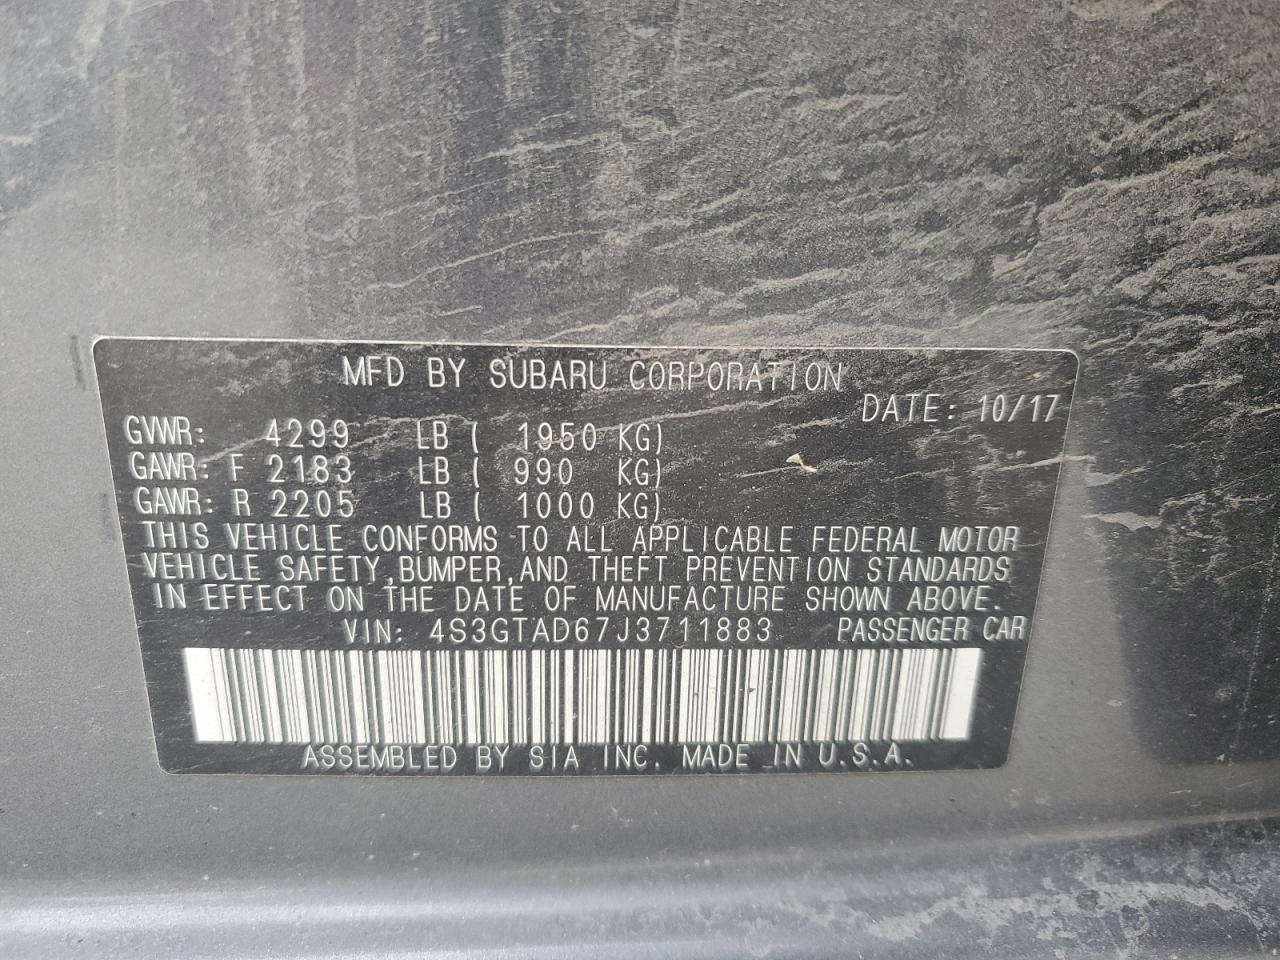 MFD BY SUBARU CORPORATION
DATE: 10/17
GVWR: 4299 LB ( 1950 KG)
GAWR: F 2183 LB ( 990 KG)
GAWR: R 2205 LB ( 1000 KG)
THIS VEHICLE CONFORMS TO ALL APPLICABLE FEDERAL MOTOR
VEHICLE SAFETY,BUMPER,AND THEFT PREVENTION STANDARDS
IN EFFECT ON THE DATE OF MANUFACTURE SHOWN ABOVE.
VIN: 4S3GTAD67J3711883 PASSENGER CAR
ASSEMBLED BY SIA INC. MADE IN U.S.A.